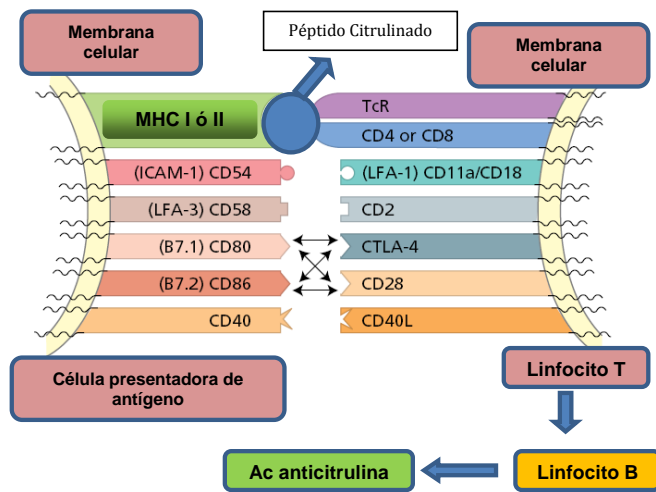 Membrana
celular
Péptido Citrulinado
Membrana
celular
MHC I ó II
TcR
CD4 or CD8
(ICAM-1) CD54
(LFA-1) CD11a/CD18
(LFA-3) CD58
CD2
(B7.1) CD80
CTLA-4
(B7.2) CD86
CD28
CD40
CD40L
Célula presentadora de
antígeno
Linfocito T
Ac anticitrulina
Linfocito B